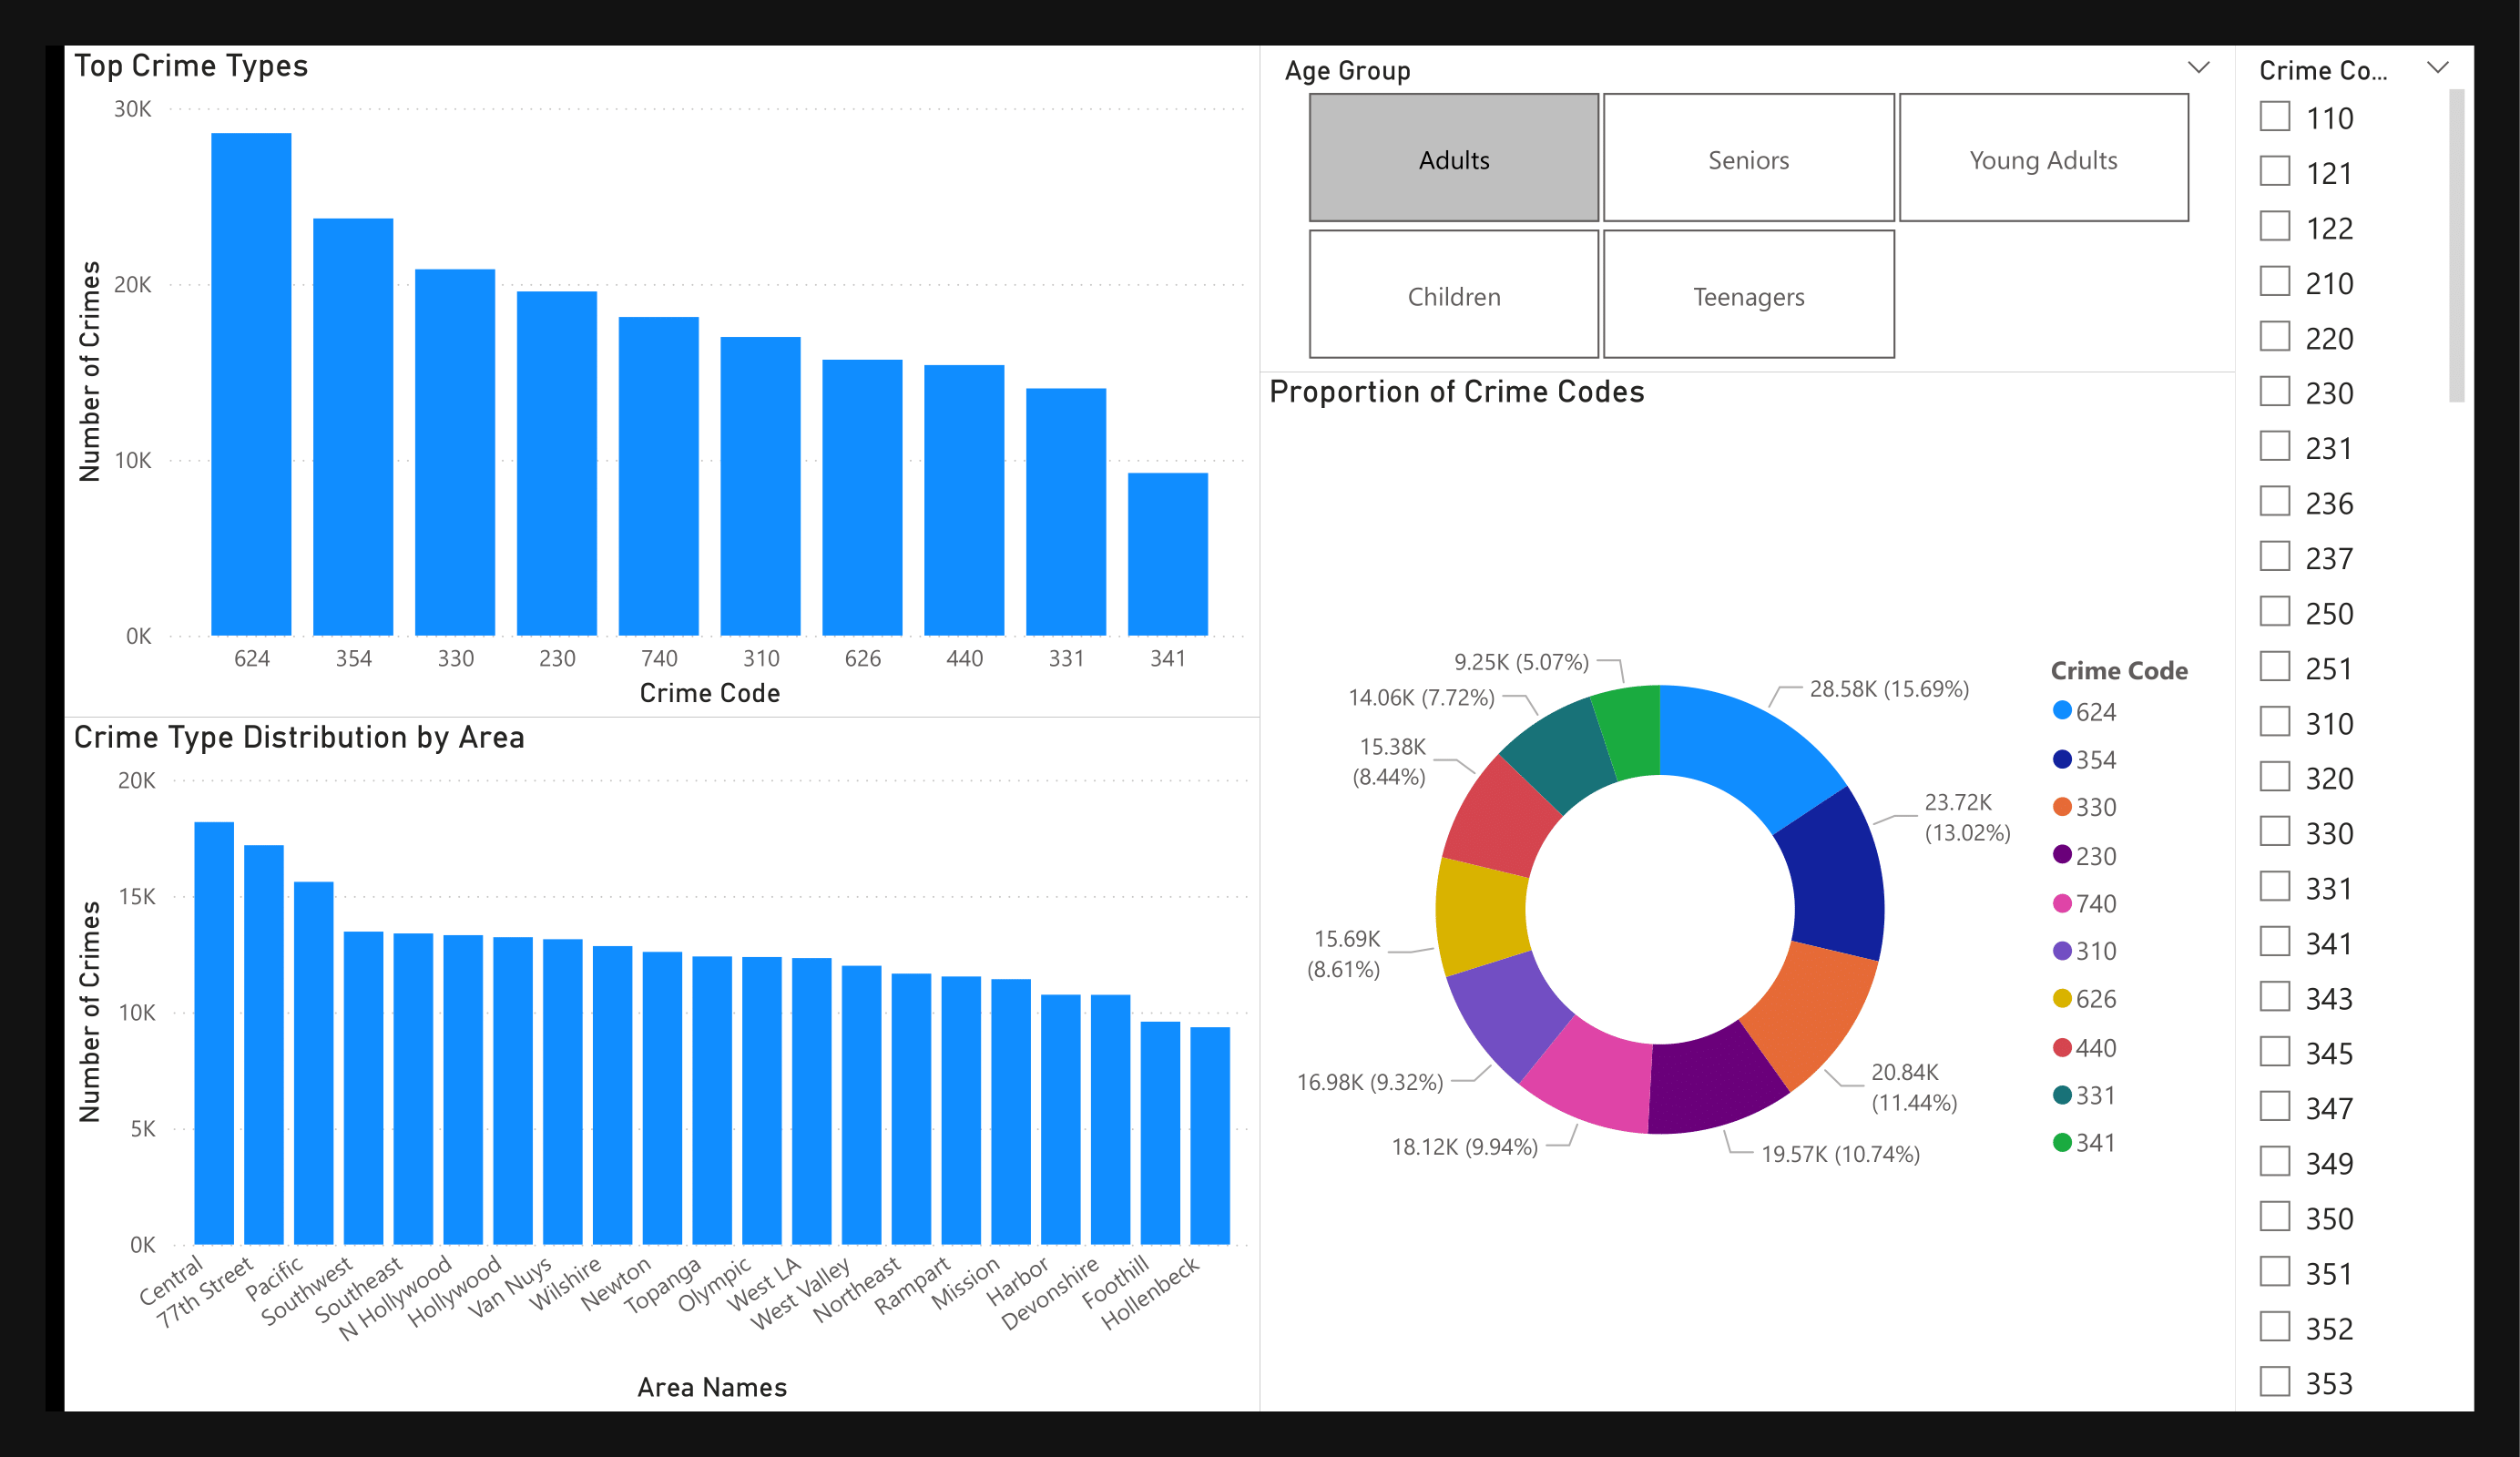 Top Crime Types
30K
20K
10K
0K
Number of Crimes
624 354 330 230 740 310 626 440 331 341
Crime Code
Crime Type Distribution by Area
20K
15K
10K
5K
0K
Number of Crimes
Central 77th Street Pacific Southwest Southeast N Hollywood Hollywood Van Nuys Wilshire Newton Topanga Olympic West LA West Valley Northeast Rampart Mission Harbor Devonshire Foothill Hollenbeck
Area Names
Age Group
Adults Seniors Young Adults
Children Teenagers
Proportion of Crime Codes
28.58K (15.69%)
23.72K
(13.02%)
20.84K
(11.44%)
19.57K (10.74%)
18.12K (9.94%)
16.98K (9.32%)
15.69K
(8.61%)
15.38K
(8.44%)
14.06K (7.72%)
9.25K (5.07%)
Crime Code
624
354
330
230
740
310
626
440
331
341
Crime Co...
110
121
122
210
220
230
231
236
237
250
251
310
320
330
331
341
343
345
347
349
350
351
352
353